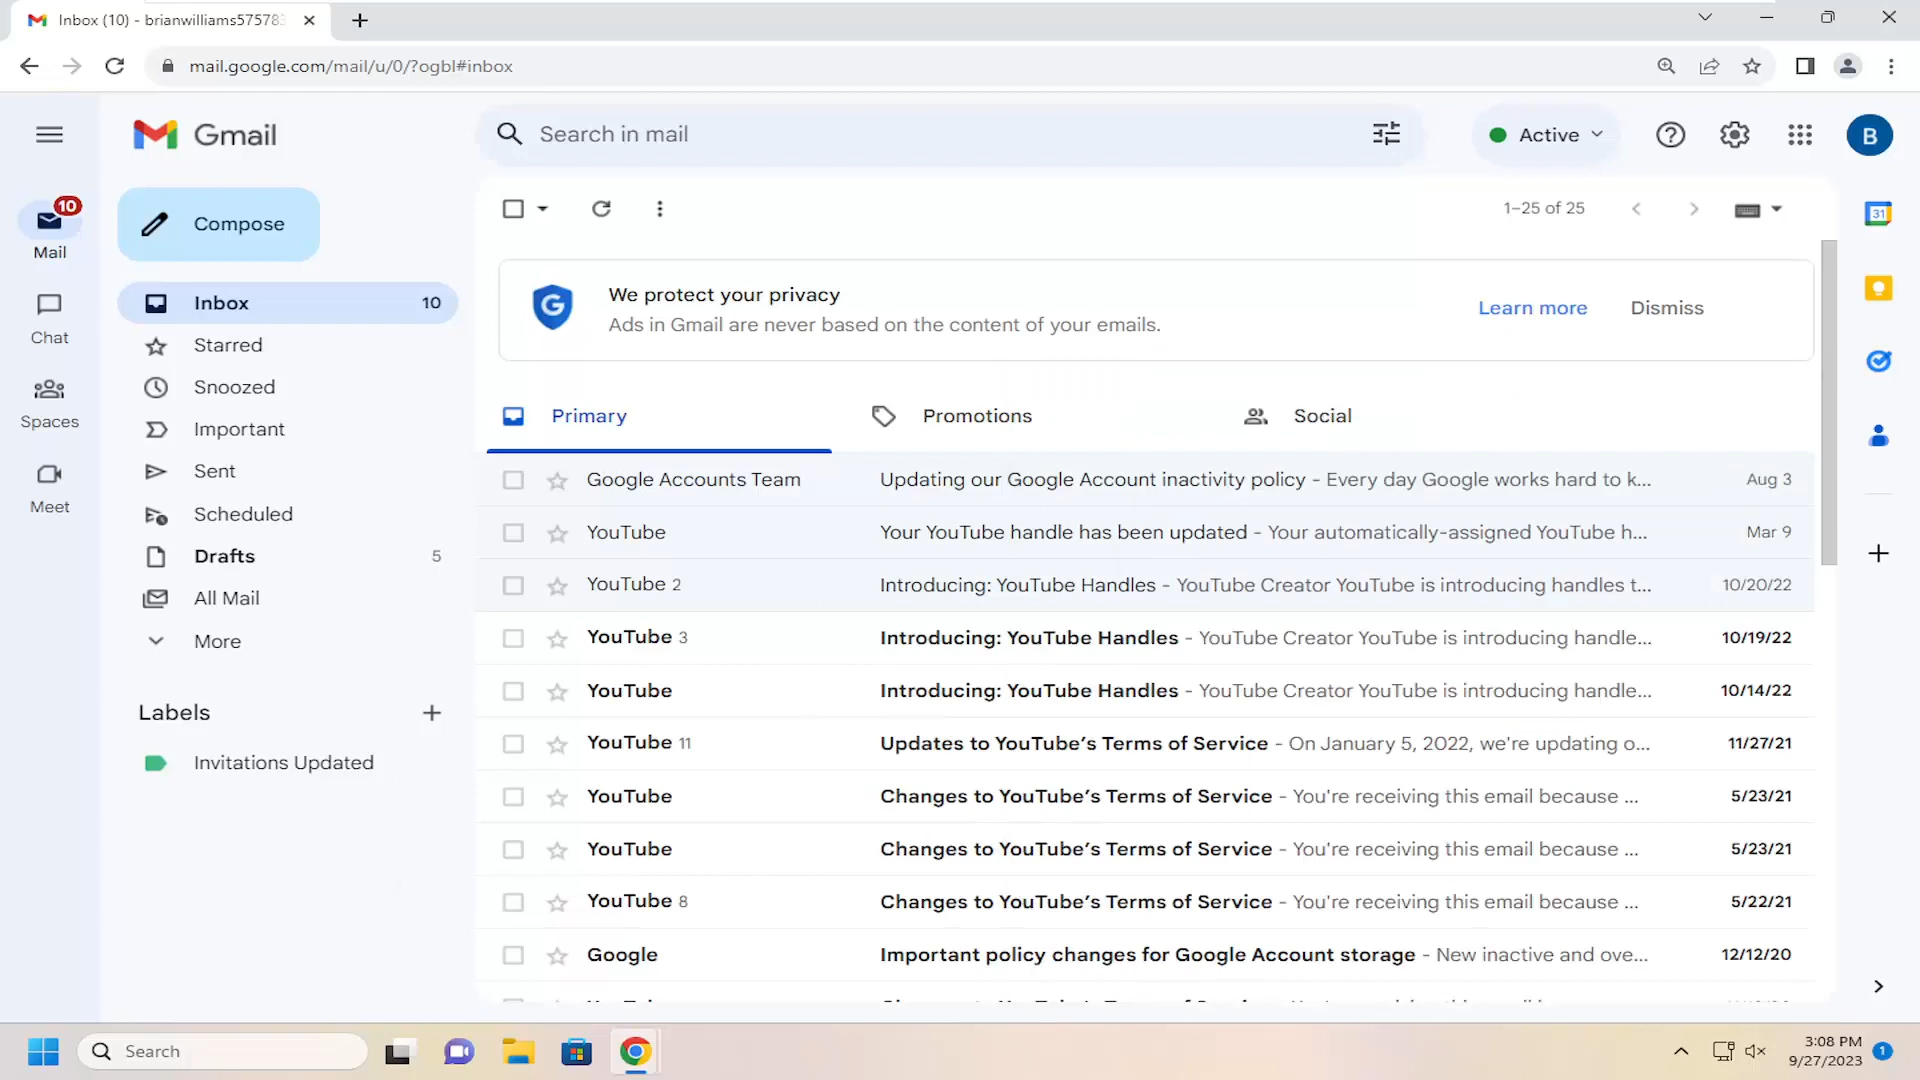 Inbox (10) - brianwilliams575783
mail.google.com/mail/u/0/?ogbl#inbox
Gmail
Search in mail
Active
B
10
Mail
Chat
Spaces
Meet
Compose
Inbox 10
Starred
Snoozed
Important
Sent
Scheduled
Drafts 5
All Mail
More
Labels
Invitations Updated
1–25 of 25
We protect your privacy
Ads in Gmail are never based on the content of your emails.
Learn more Dismiss
Primary Promotions Social
Google Accounts Team Updating our Google Account inactivity policy - Every day Google works hard to k... Aug 3
YouTube Your YouTube handle has been updated - Your automatically-assigned YouTube h... Mar 9
YouTube 2 Introducing: YouTube Handles - YouTube Creator YouTube is introducing handles t... 10/20/22
YouTube 3 Introducing: YouTube Handles - YouTube Creator YouTube is introducing handle... 10/19/22
YouTube Introducing: YouTube Handles - YouTube Creator YouTube is introducing handle... 10/14/22
YouTube 11 Updates to YouTube’s Terms of Service - On January 5, 2022, we're updating o... 11/27/21
YouTube Changes to YouTube’s Terms of Service - You're receiving this email because ... 5/23/21
YouTube Changes to YouTube’s Terms of Service - You're receiving this email because ... 5/23/21
YouTube 8 Changes to YouTube’s Terms of Service - You're receiving this email because ... 5/22/21
Google Important policy changes for Google Account storage - New inactive and ove... 12/12/20
31
G
Search
3:08 PM
9/27/2023
1